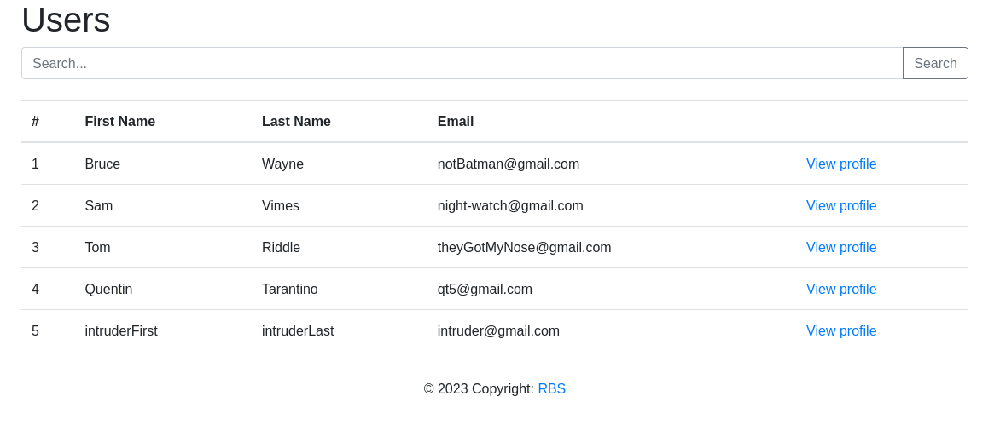 Users
Search... Search
# First Name Last Name Email
1 Bruce Wayne notBatman@gmail.com View profile
2 Sam Vimes night-watch@gmail.com View profile
3 Tom Riddle theyGotMyNose@gmail.com View profile
4 Quentin Tarantino qt5@gmail.com View profile
5 intruderFirst intruderLast intruder@gmail.com View profile
© 2023 Copyright: RBS